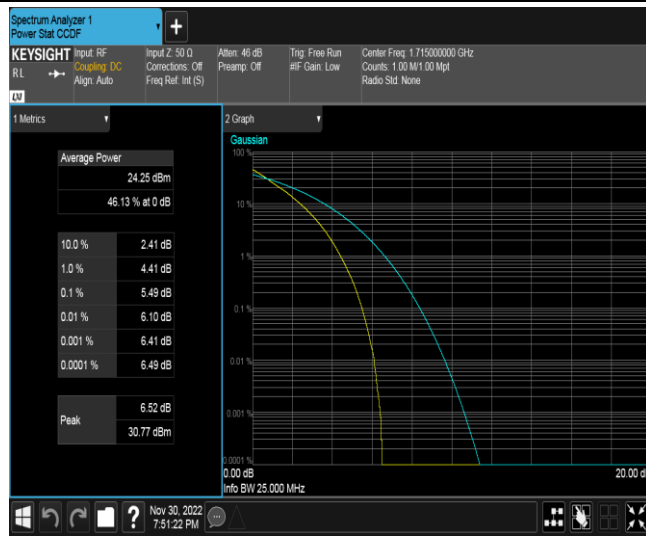 Spectrum Analyzer 1
Power Stat CCDF
+
KEYSIGHT
RL
LXI
Input: RF
Coupling: DC
Align: Auto
Input Z: 50 Ω
Corrections: Off
Freq Ref: Int (S)
Atten: 46 dB
Preamp: Off
Trig: Free Run
#IF Gain: Low
Center Freq: 1.715000000 GHz
Counts: 1.00 M/1.00 Mpt
Radio Std: None
1 Metrics
Average Power
24.25 dBm
46.13 % at 0 dB
10.0 % 2.41 dB
1.0 % 4.41 dB
0.1 % 5.49 dB
0.01 % 6.10 dB
0.001 % 6.41 dB
0.0001 % 6.49 dB
Peak
6.52 dB
30.77 dBm
2 Graph
Gaussian
100 %
10 %
1 %
0.1 %
0.01 %
0.001 %
0.0001 %
0.00 dB
20.00 d
Info BW 25.000 MHz
?
Nov 30, 2022
7:51:22 PM